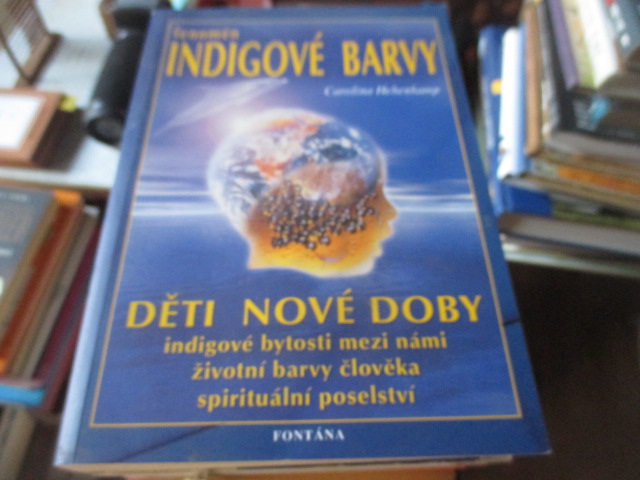 fenomén
INDIGOVÉ BARVY
Carolina Hehenkamp
DĚTI NOVÉ DOBY
indigové bytosti mezi námi
životní barvy člověka
spirituální poselství
FONTÁNA